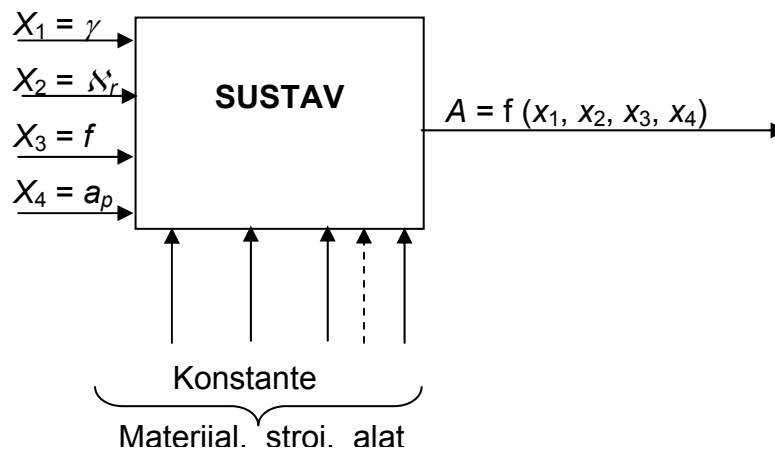 X1 = γ
X2 = ℵr
X3 = f
X4 = ap
SUSTAV
A = f (x1, x2, x3, x4)
Konstante
Materijal, stroj, alat